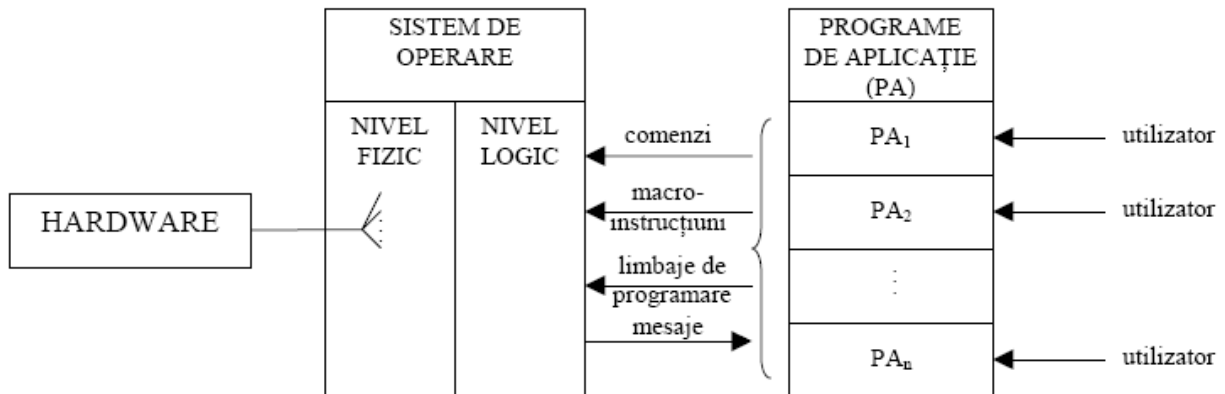 SISTEM DE
OPERARE
PROGRAME
DE APLICAȚIE
(PA)
NIVEL
FIZIC
NIVEL
LOGIC
HARDWARE
comenzi
macro-
instrucțiuni
limbaje de
programare
mesaje
PA₁
utilizator
PA₂
utilizator
PAₙ
utilizator